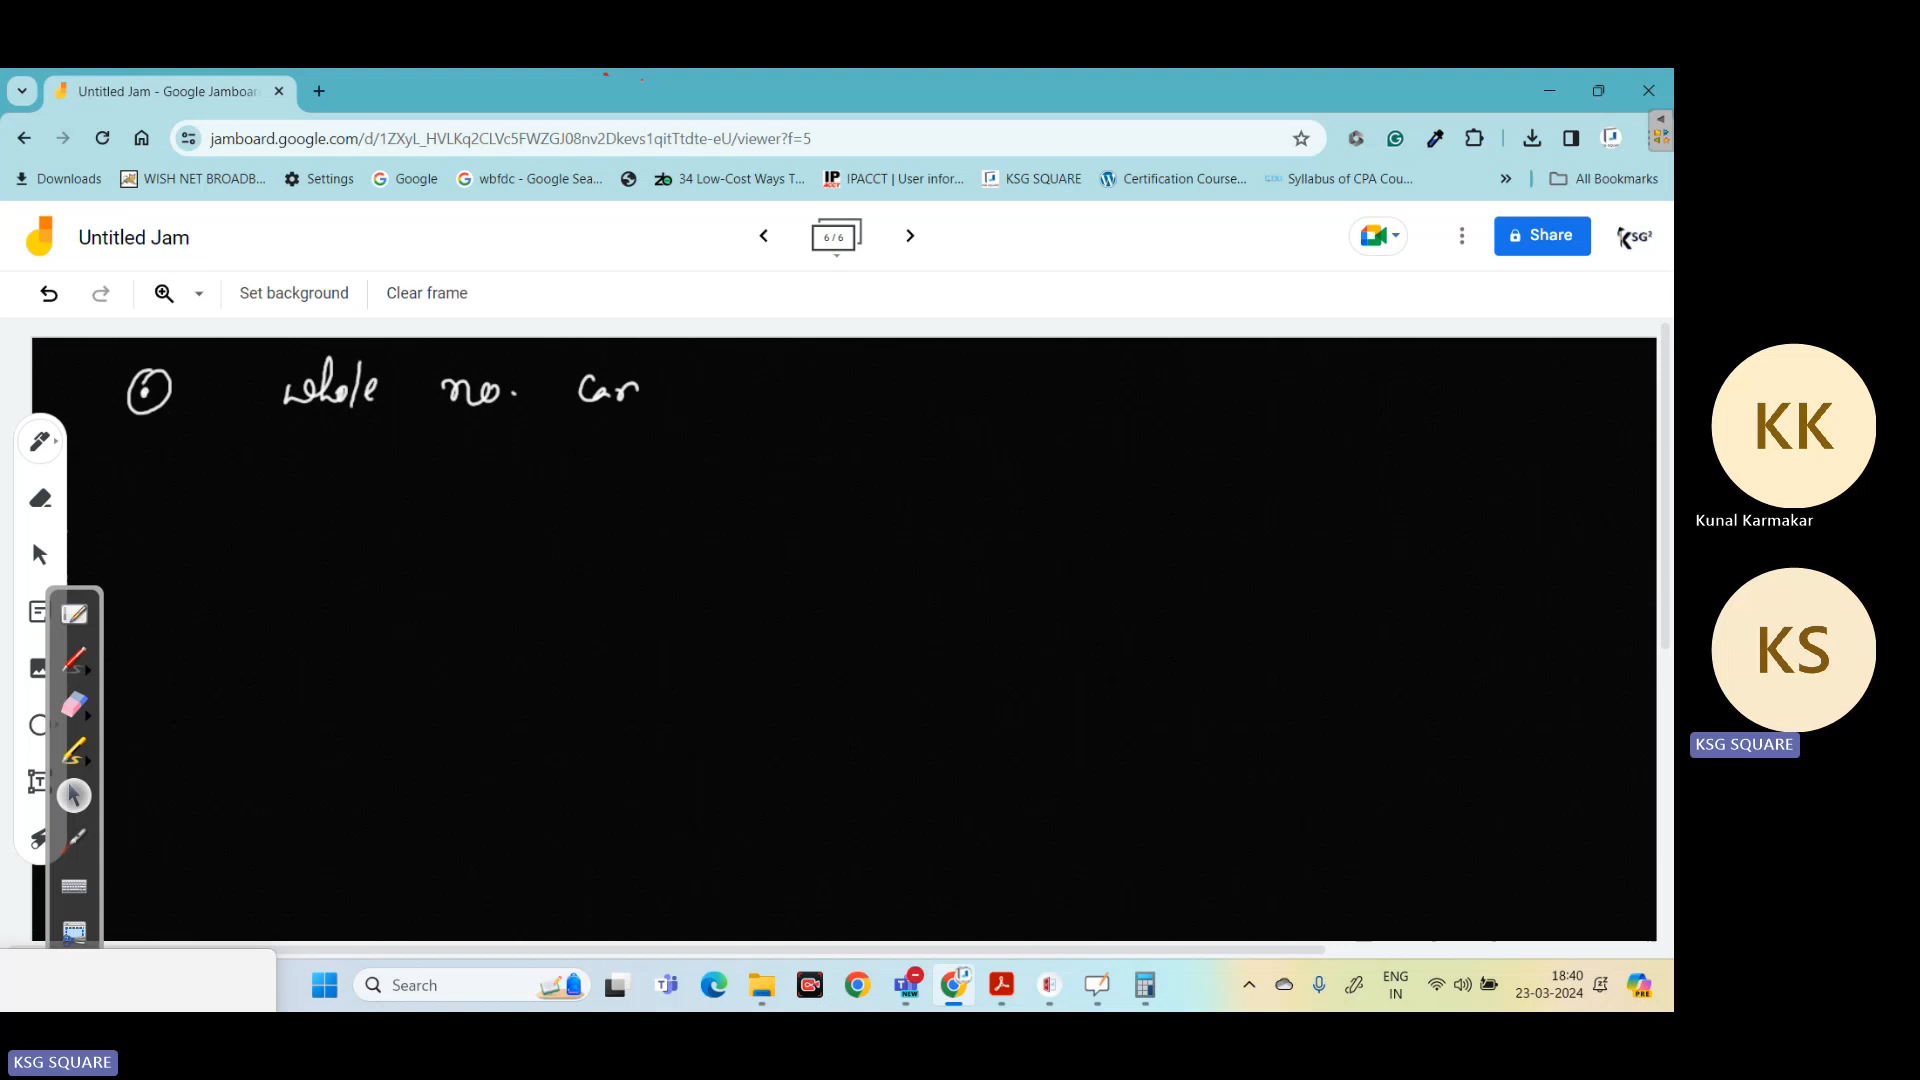 Untitled Jam - Google Jamboar
jamboard.google.com/d/1ZXyL_HVLKq2CLVc5FWZGJ08nv2Dkevs1qitTtdte-eU/viewer?f=5
Downloads WISH NET BROADB... Settings Google wbfdc - Google Sea... 34 Low-Cost Ways T... IPACCT | User infor... KSG SQUARE Certification Course... Syllabus of CPA Cou... » All Bookmarks
Untitled Jam 6 / 6 Share KSG²
Set background Clear frame
whole no. Car
KK
Kunal Karmakar
KS
KSG SQUARE
Search ENG IN 18:40 23-03-2024
KSG SQUARE